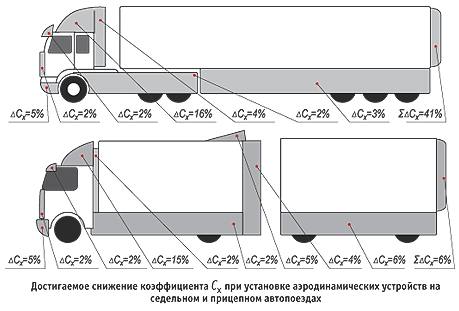 ΔCx=5% ΔCx=2% ΔCx=2% ΔCx=16% ΔCx=4% ΔCx=2% ΔCx=3% ΣΔCx=41%
ΔCx=5% ΔCx=2% ΔCx=2% ΔCx=15% ΔCx=2% ΔCx=2% ΔCx=5% ΔCx=4% ΔCx=6% ΣΔCx=6%
Достигаемое снижение коэффициента Cx при установке аэродинамических устройств на
седельном и прицепном автопоездах